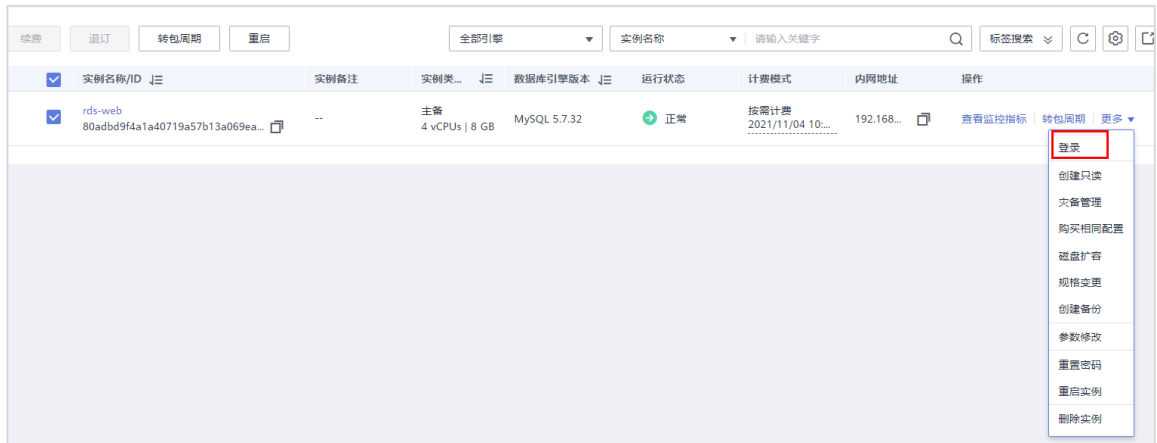 续费 退订 转包周期 重启 全部引擎 实例名称 请输入关键字 标签搜索
实例名称/ID 实例备注 实例类... 数据库引擎版本 运行状态 计费模式 内网地址 操作
rds-web
80adbd9f4a1a40719a57b13a069ea...
--
主备
4 vCPUs | 8 GB
MySQL 5.7.32
正常
按需计费
2021/11/04 10:...
192.168...
查看监控指标 转包周期 更多
登录
创建只读
灾备管理
购买相同配置
磁盘扩容
规格变更
创建备份
参数修改
重置密码
重启实例
删除实例